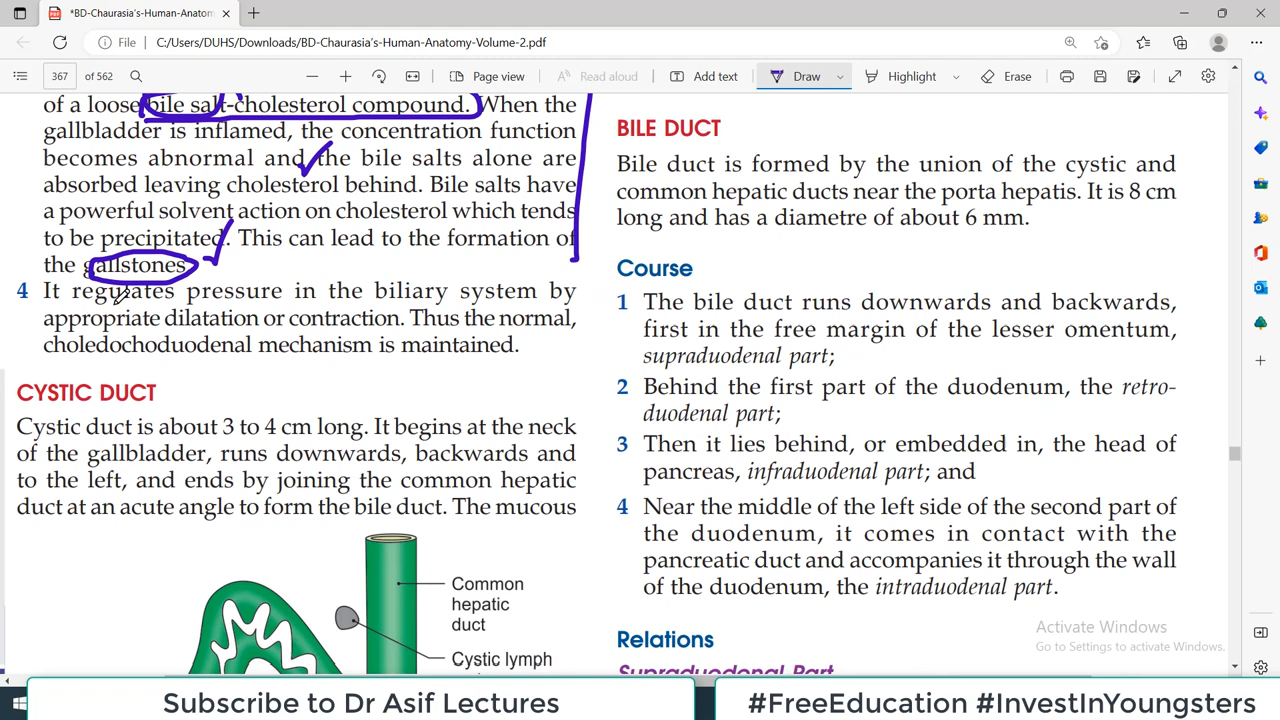 *BD-Chaurasia's-Human-Anatom
File
C:/Users/DUHS/Downloads/BD-Chaurasia's-Human-Anatomy-Volume-2.pdf
367
of 562
Page view
Read aloud
Add text
Draw
Highlight
Erase
of a loose bile salt-cholesterol compound. When the
gallbladder is inflamed, the concentration function
becomes abnormal and the bile salts alone are
absorbed leaving cholesterol behind. Bile salts have
a powerful solvent action on cholesterol which tends
to be precipitated. This can lead to the formation of
the gallstones
4 It regulates pressure in the biliary system by
appropriate dilatation or contraction. Thus the normal,
choledochoduodenal mechanism is maintained.
CYSTIC DUCT
Cystic duct is about 3 to 4 cm long. It begins at the neck
of the gallbladder, runs downwards, backwards and
to the left, and ends by joining the common hepatic
duct at an acute angle to form the bile duct. The mucous
Common
hepatic
duct
Cystic lymph
BILE DUCT
Bile duct is formed by the union of the cystic and
common hepatic ducts near the porta hepatis. It is 8 cm
long and has a diametre of about 6 mm.
Course
1 The bile duct runs downwards and backwards,
first in the free margin of the lesser omentum,
supraduodenal part;
2 Behind the first part of the duodenum, the retro-
duodenal part;
3 Then it lies behind, or embedded in, the head of
pancreas, infraduodenal part; and
4 Near the middle of the left side of the second part of
the duodenum, it comes in contact with the
pancreatic duct and accompanies it through the wall
of the duodenum, the intraduodenal part.
Relations
Supraduodenal Part
Activate Windows
Go to Settings to activate Windows.
Subscribe to Dr Asif Lectures
#FreeEducation #InvestInYoungsters